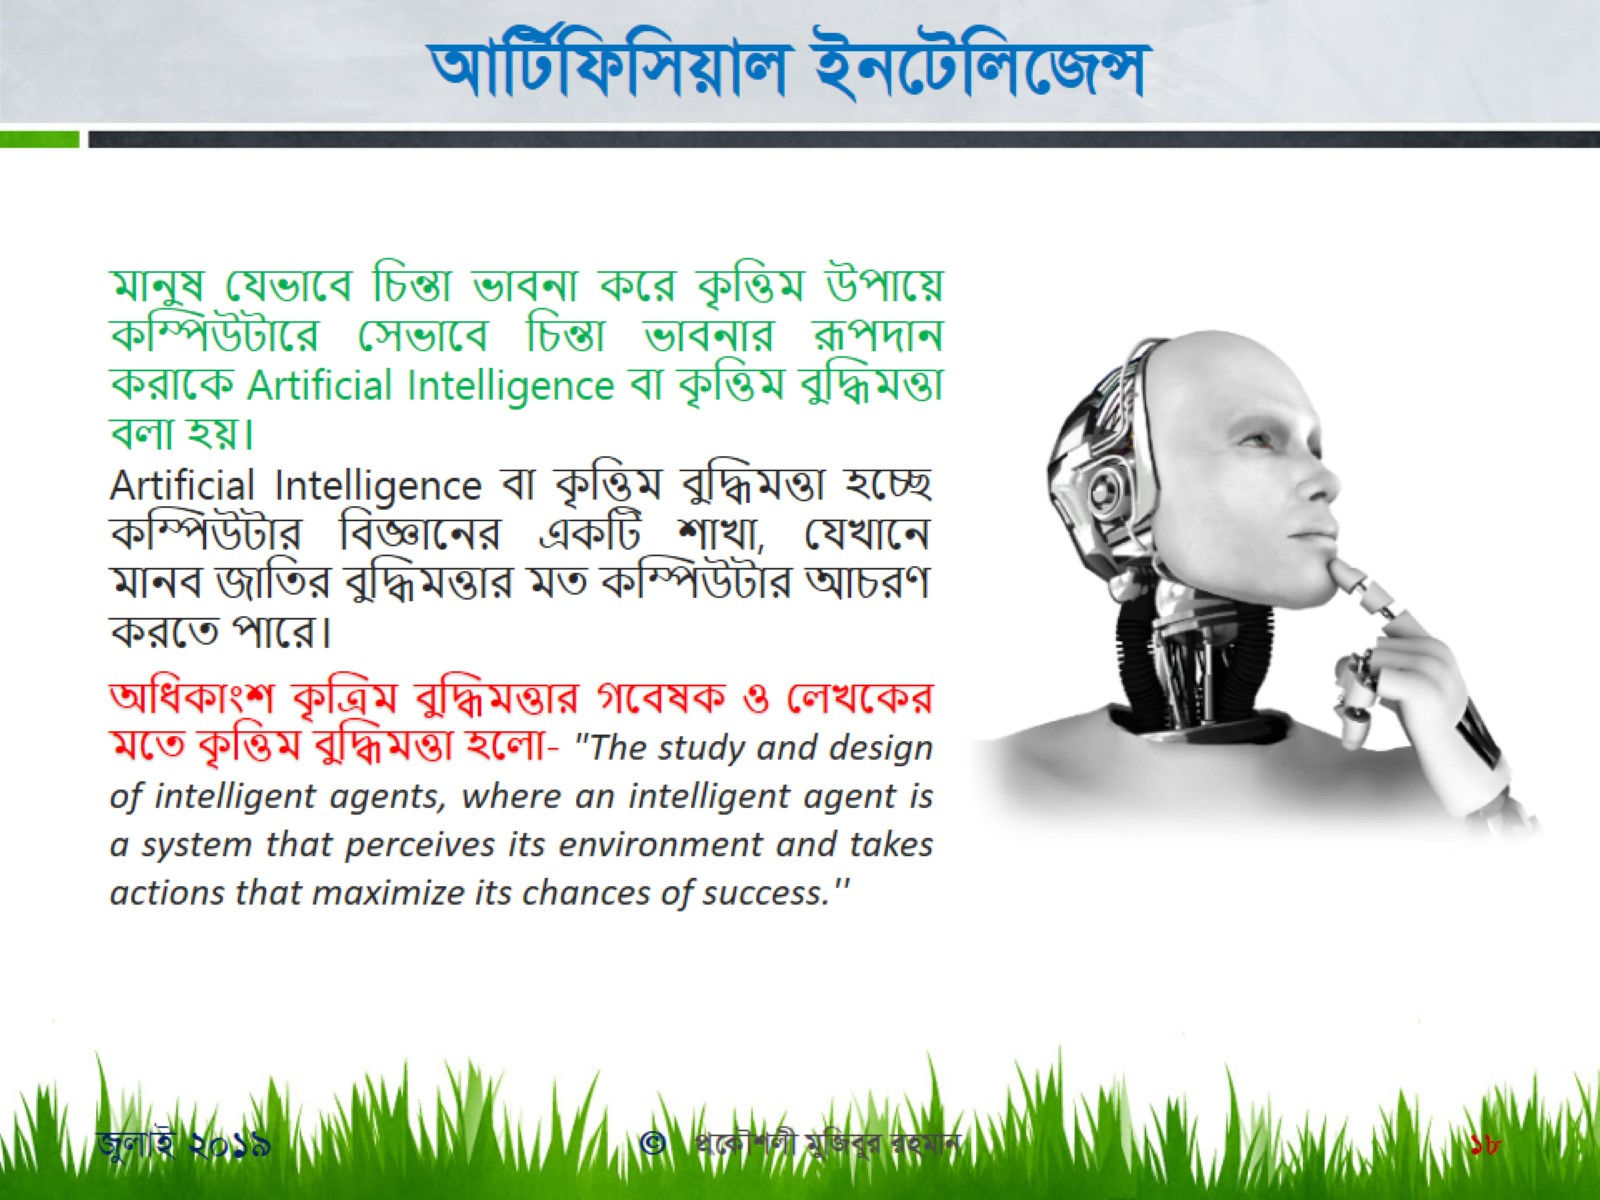 আর্টিফিসিয়াল ইনটেলিজেন্স
মানুষ যেভাবে চিন্তা ভাবনা করে কৃত্তিম উপায়ে
কম্পিউটারে সেভাবে চিন্তা ভাবনার রূপদান
করাকে Artificial Intelligence বা কৃত্তিম বুদ্ধিমত্তা
বলা হয়।
Artificial Intelligence বা কৃত্তিম বুদ্ধিমত্তা হচ্ছে
কম্পিউটার বিজ্ঞানের একটি শাখা, যেখানে
মানব জাতির বুদ্ধিমত্তার মত কম্পিউটার আচরণ
করতে পারে।
অধিকাংশ কৃত্রিম বুদ্ধিমত্তার গবেষক ও লেখকের
মতে কৃত্তিম বুদ্ধিমত্তা হলো- "The study and design
of intelligent agents, where an intelligent agent is
a system that perceives its environment and takes
actions that maximize its chances of success.''
জুলাই ২০১৯ © প্রকৌশলী মুজিবুর রহমান ১৮